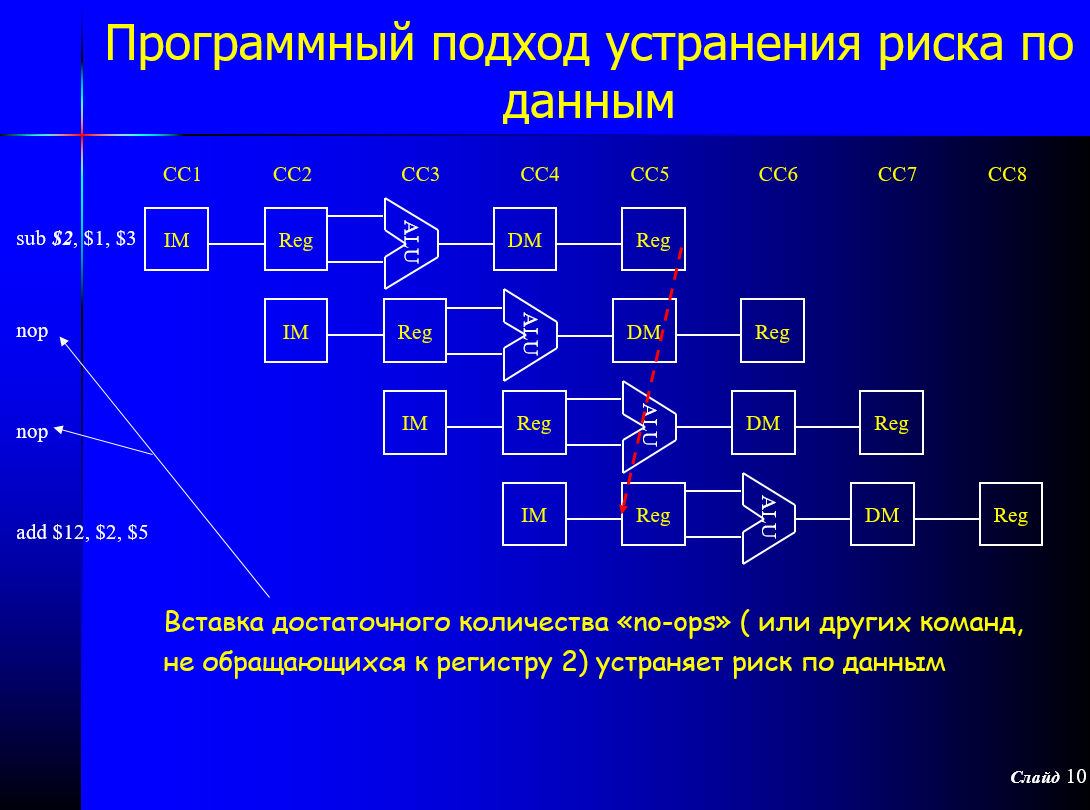 Программный подход устранения риска по
данным
CC1 CC2 CC3 CC4 CC5 CC6 CC7 CC8
sub $2, $1, $3 IM Reg ALU DM Reg
nop IM Reg ALU DM Reg
nop IM Reg ALU DM Reg
add $12, $2, $5 IM Reg ALU DM Reg
Вставка достаточного количества «no-ops» ( или других команд,
не обращающихся к регистру 2) устраняет риск по данным
Слайд 10